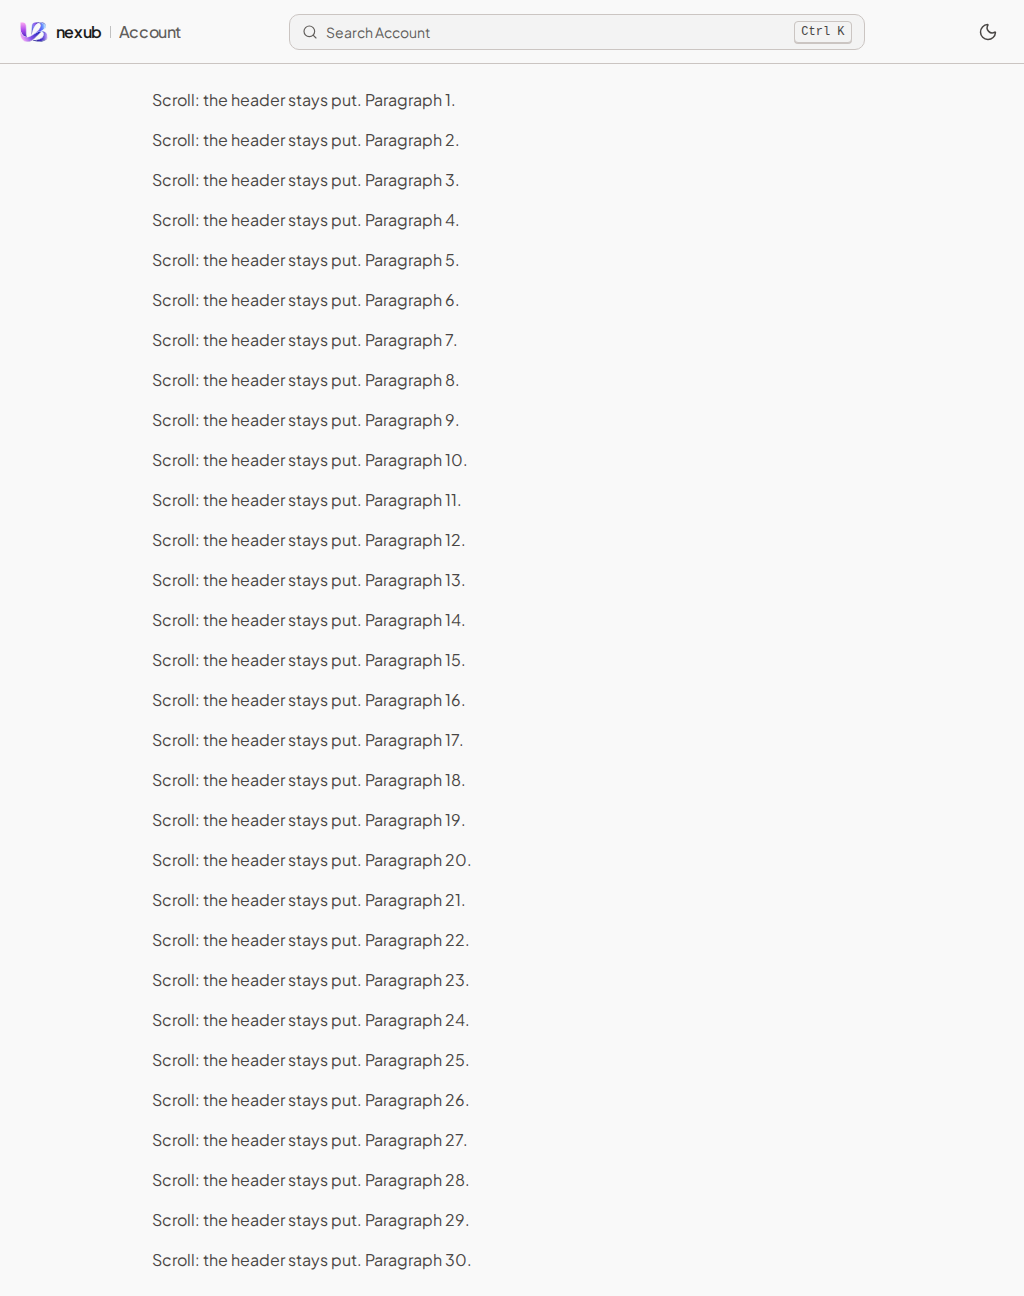 nexub | Account
Search Account
Ctrl K
Scroll: the header stays put. Paragraph 1.
Scroll: the header stays put. Paragraph 2.
Scroll: the header stays put. Paragraph 3.
Scroll: the header stays put. Paragraph 4.
Scroll: the header stays put. Paragraph 5.
Scroll: the header stays put. Paragraph 6.
Scroll: the header stays put. Paragraph 7.
Scroll: the header stays put. Paragraph 8.
Scroll: the header stays put. Paragraph 9.
Scroll: the header stays put. Paragraph 10.
Scroll: the header stays put. Paragraph 11.
Scroll: the header stays put. Paragraph 12.
Scroll: the header stays put. Paragraph 13.
Scroll: the header stays put. Paragraph 14.
Scroll: the header stays put. Paragraph 15.
Scroll: the header stays put. Paragraph 16.
Scroll: the header stays put. Paragraph 17.
Scroll: the header stays put. Paragraph 18.
Scroll: the header stays put. Paragraph 19.
Scroll: the header stays put. Paragraph 20.
Scroll: the header stays put. Paragraph 21.
Scroll: the header stays put. Paragraph 22.
Scroll: the header stays put. Paragraph 23.
Scroll: the header stays put. Paragraph 24.
Scroll: the header stays put. Paragraph 25.
Scroll: the header stays put. Paragraph 26.
Scroll: the header stays put. Paragraph 27.
Scroll: the header stays put. Paragraph 28.
Scroll: the header stays put. Paragraph 29.
Scroll: the header stays put. Paragraph 30.